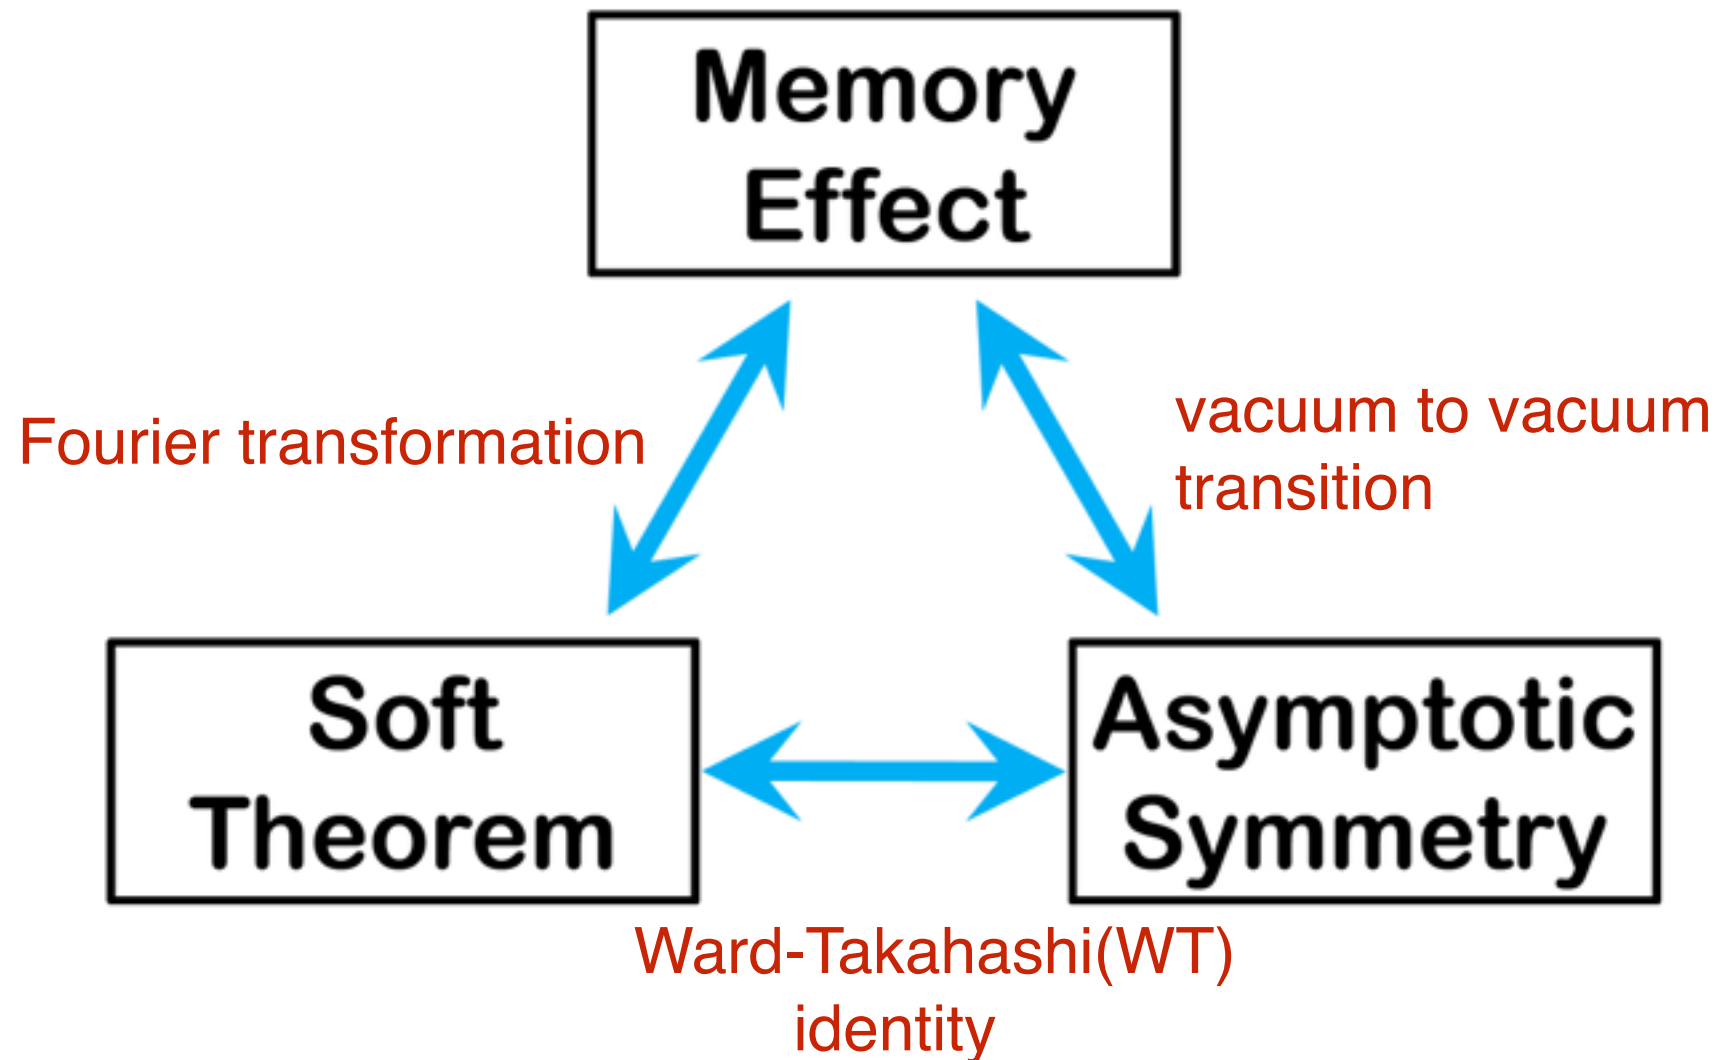 Memory
Effect
Fourier transformation
vacuum to vacuum
transition
Soft
Theorem
Asymptotic
Symmetry
Ward-Takahashi(WT)
identity